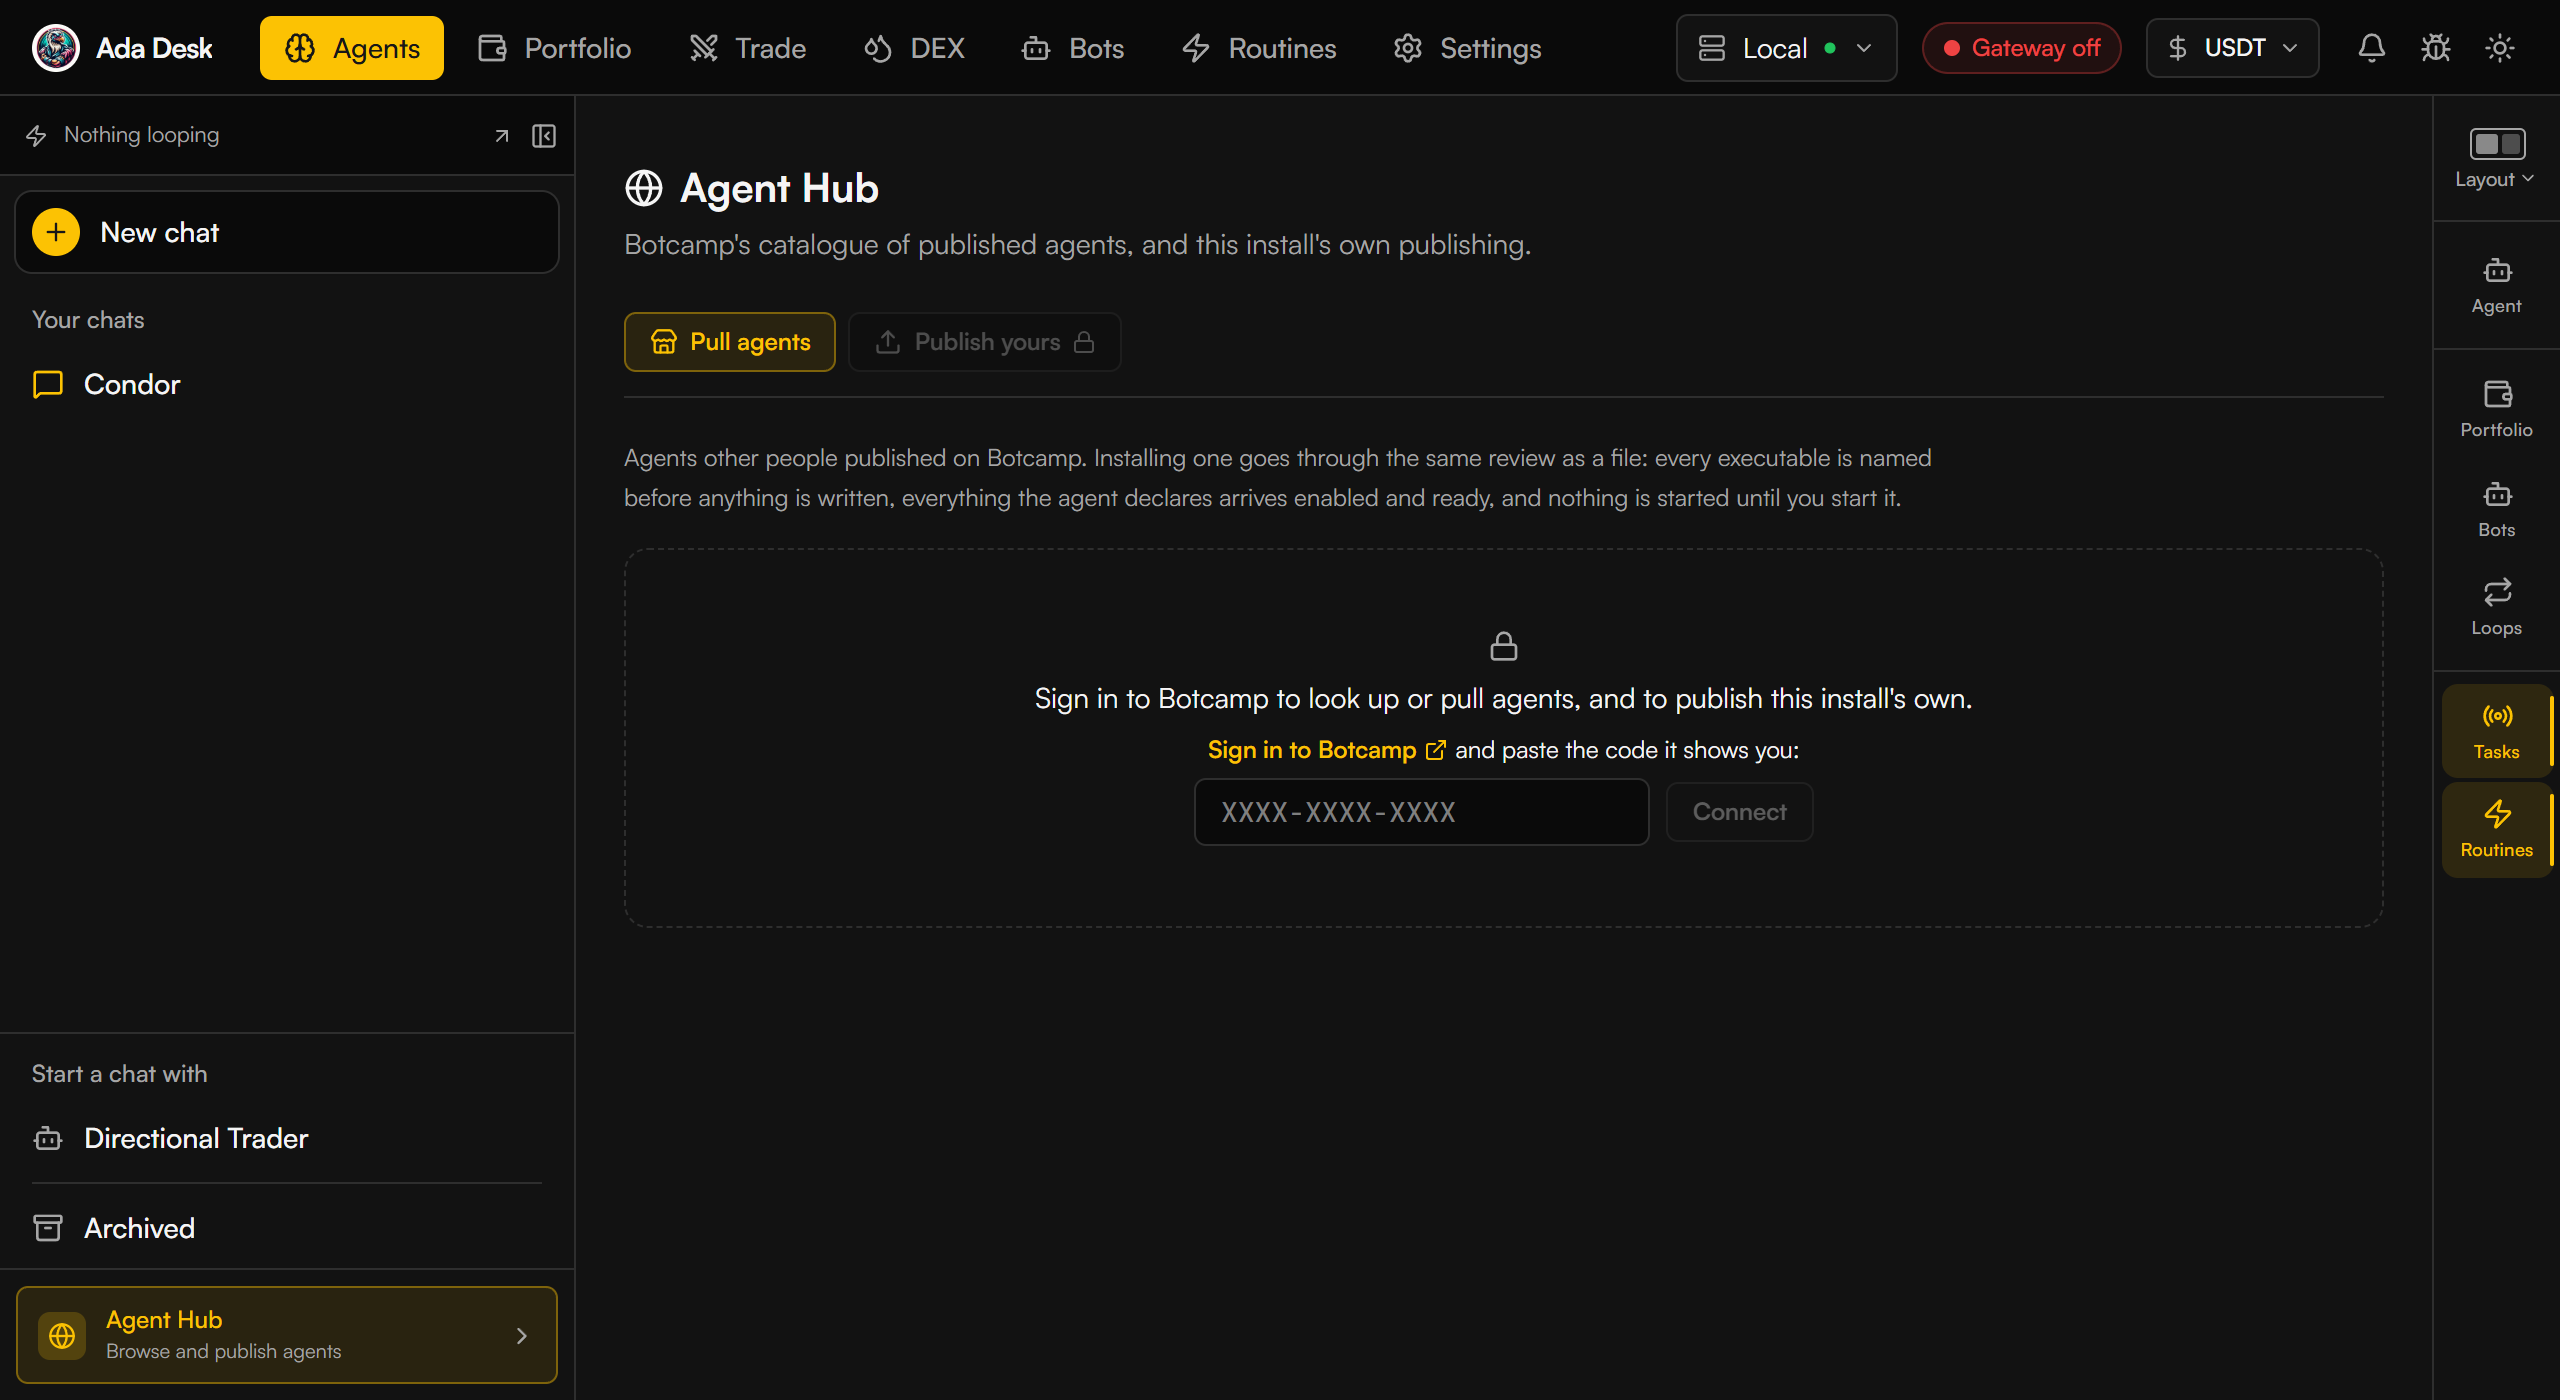 Ada Desk
Agents
Portfolio
Trade
DEX
Bots
Routines
Settings
Local
Gateway off
USDT
Nothing looping
New chat
Your chats
Condor
Start a chat with
Directional Trader
Archived
Agent Hub
Browse and publish agents
Agent Hub
Botcamp's catalogue of published agents, and this install's own publishing.
Pull agents
Publish yours
Agents other people published on Botcamp. Installing one goes through the same review as a file: every executable is named
before anything is written, everything the agent declares arrives enabled and ready, and nothing is started until you start it.
Sign in to Botcamp to look up or pull agents, and to publish this install's own.
Sign in to Botcamp and paste the code it shows you:
XXXX-XXXX-XXXX
Connect
Layout
Agent
Portfolio
Bots
Loops
Tasks
Routines